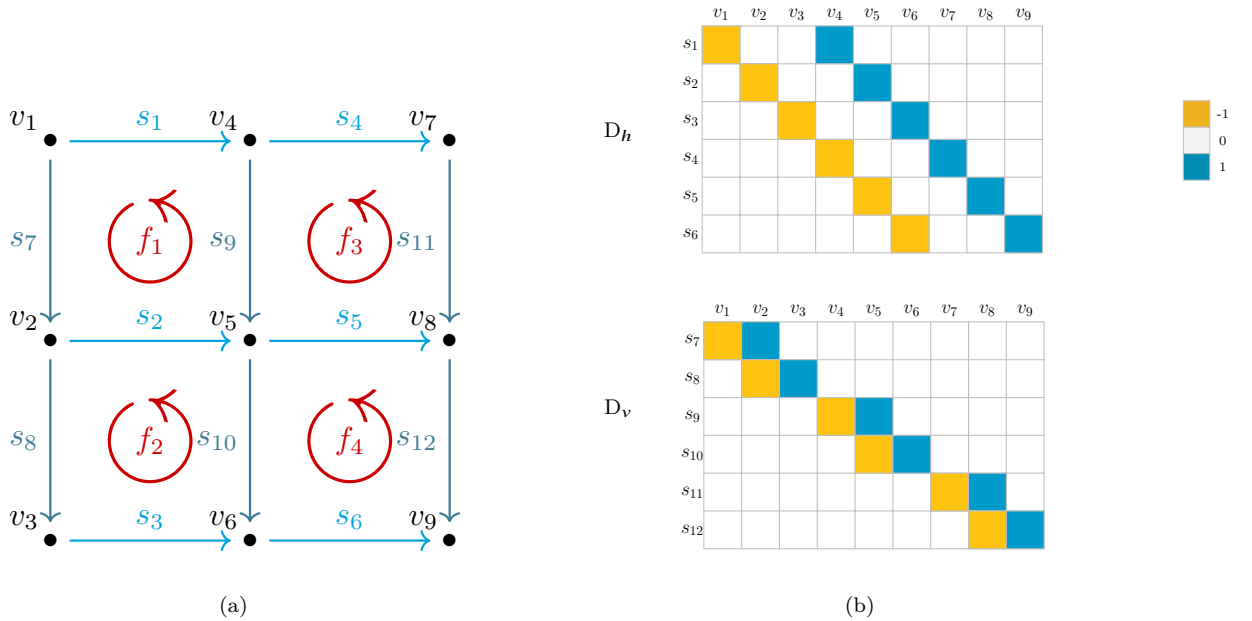 v₁ s₁ v₄ s₄ v₇
s₇ f₁ s₉ f₃ s₁₁
v₂ s₂ v₅ s₅ v₈
s₈ f₂ s₁₀ f₄ s₁₂
v₃ s₃ v₆ s₆ v₉
(a)
v₁ v₂ v₃ v₄ v₅ v₆ v₇ v₈ v₉
s₁
s₂
s₃
s₄
s₅
s₆
Dₕ
v₁ v₂ v₃ v₄ v₅ v₆ v₇ v₈ v₉
s₇
s₈
s₉
s₁₀
s₁₁
s₁₂
Dᵥ
-1
0
1
(b)